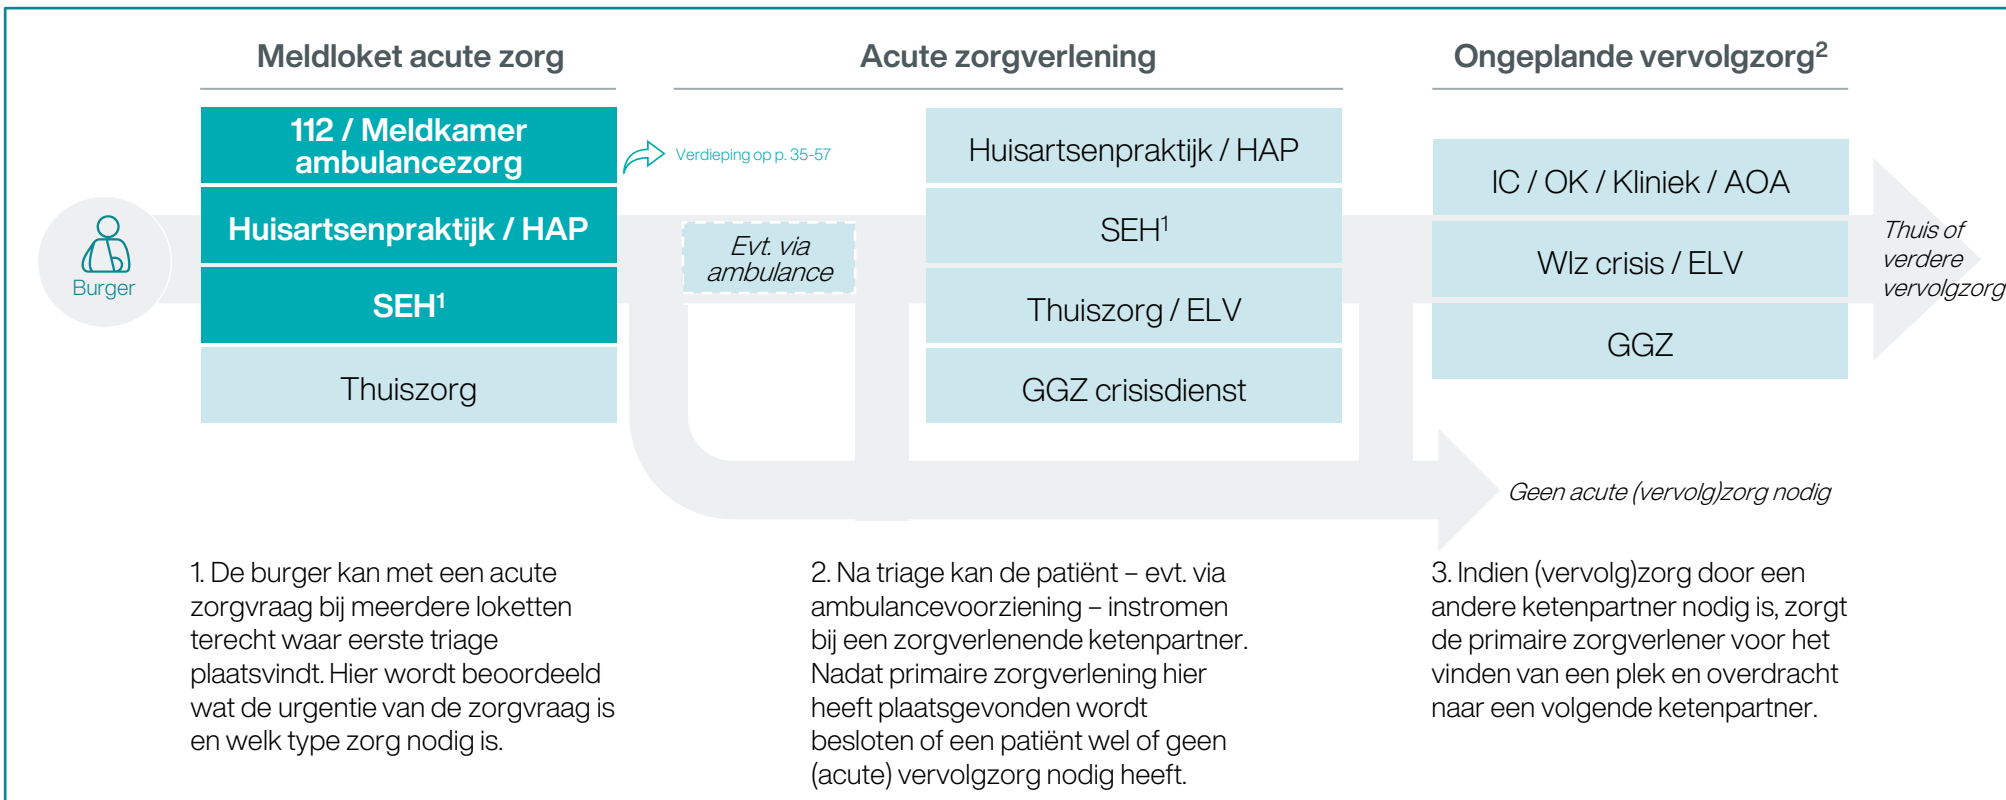 Meldloket acute zorg
Acute zorgverlening
Ongeplande vervolgzorg²
Burger
112 / Meldkamer
ambulancezorg
Huisartsenpraktijk / HAP
SEH¹
Thuiszorg
Verdieping op p. 35-57
Evt. via
ambulance
Huisartsenpraktijk / HAP
SEH¹
Thuiszorg / ELV
GGZ crisisdienst
IC / OK / Kliniek / AOA
Wlz crisis / ELV
GGZ
Thuis of
verdere
vervolgzorg
Geen acute (vervolg)zorg nodig
1. De burger kan met een acute
zorgvraag bij meerdere loketten
terecht waar eerste triage
plaatsvindt. Hier wordt beoordeeld
wat de urgentie van de zorgvraag is
en welk type zorg nodig is.
2. Na triage kan de patiënt – evt. via
ambulancevoorziening – instromen
bij een zorgverlenende ketenpartner.
Nadat primaire zorgverlening hier
heeft plaatsgevonden wordt
besloten of een patiënt wel of geen
(acute) vervolgzorg nodig heeft.
3. Indien (vervolg)zorg door een
andere ketenpartner nodig is, zorgt
de primaire zorgverlener voor het
vinden van een plek en overdracht
naar een volgende ketenpartner.